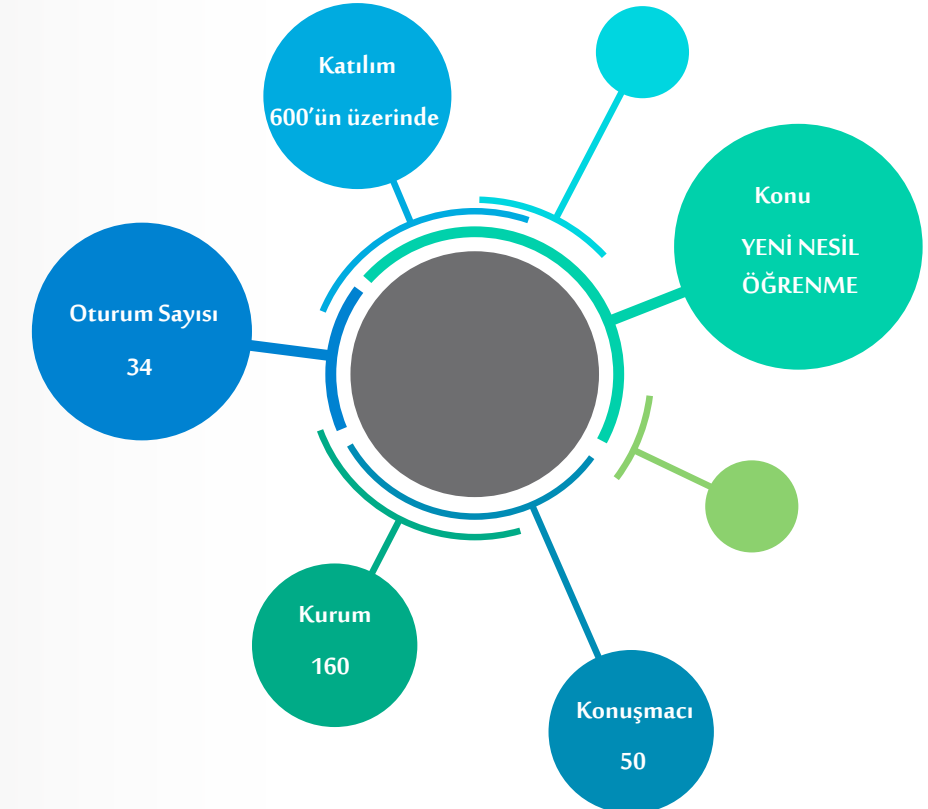 Katılım
600’ün üzerinde
Konu
YENİ NESİL
ÖĞRENME
Oturum Sayısı
34
Kurum
160
Konuşmacı
50